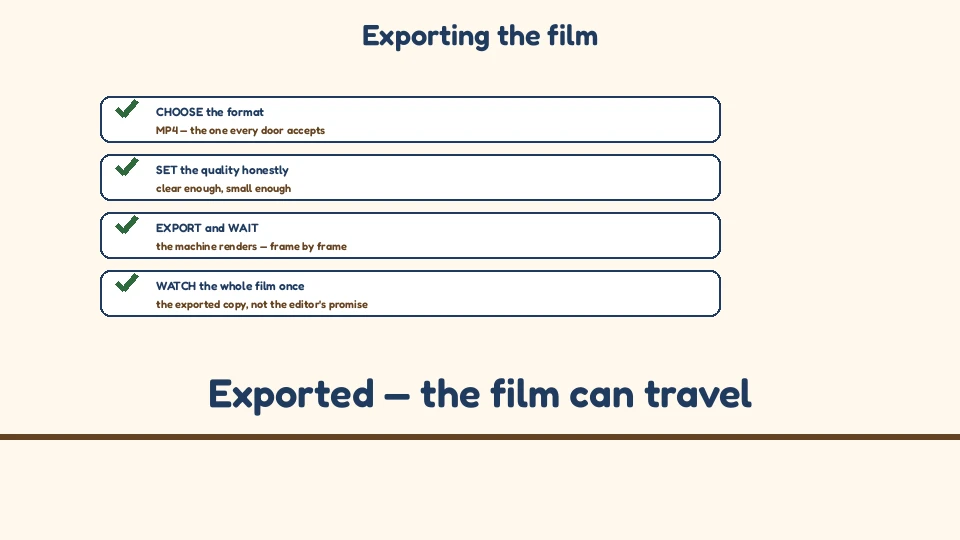 Exporting the film
CHOOSE the format
MP4 — the one every door accepts
SET the quality honestly
clear enough, small enough
EXPORT and WAIT
the machine renders — frame by frame
WATCH the whole film once
the exported copy, not the editor's promise
Exported — the film can travel